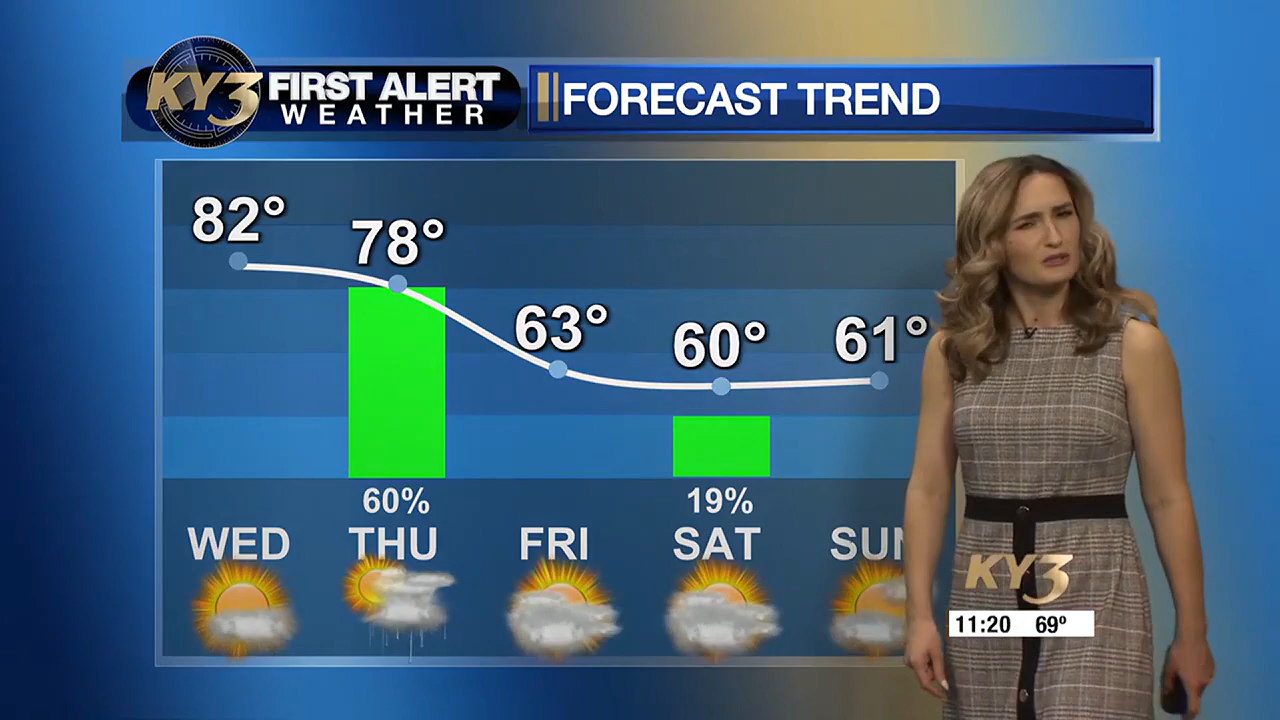 KY3 FIRST ALERT
WEATHER
FORECAST TREND
82° 78° 63° 60° 61°
60% 19%
WED THU FRI SAT SUN
KY3
11:20 69°